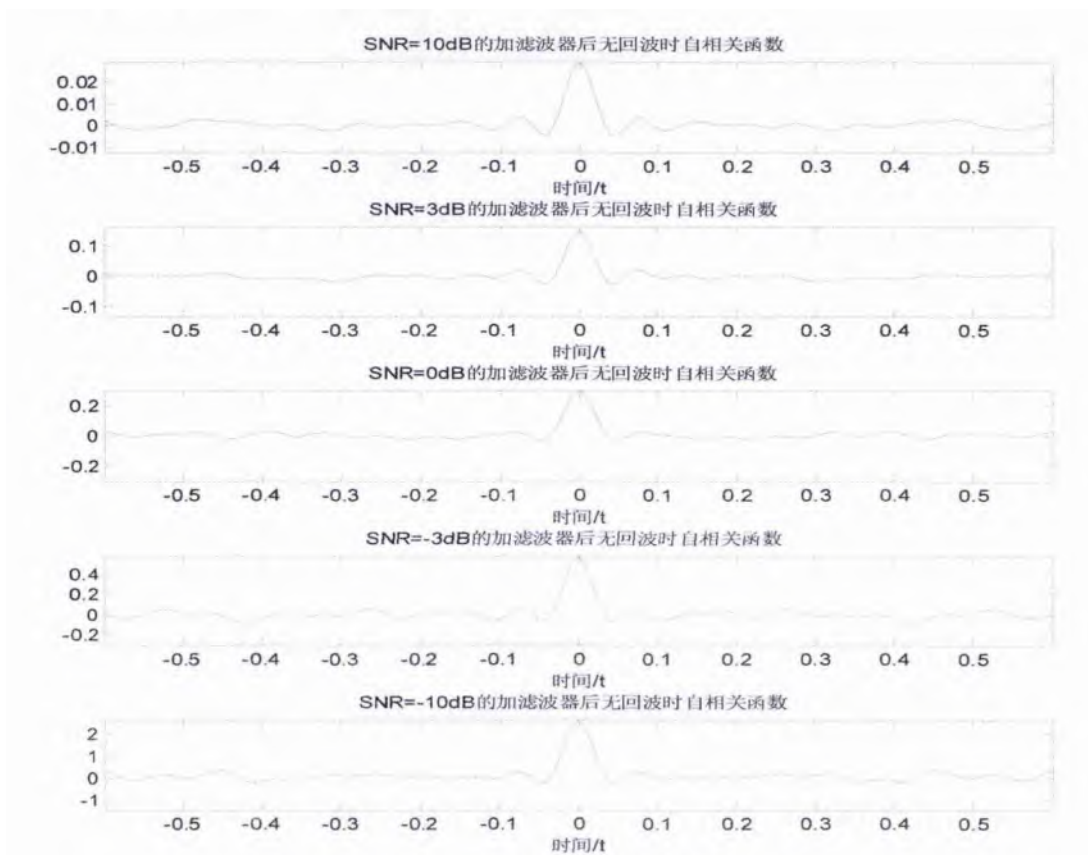 SNR=10dB的加滤波器后无回波时自相关函数
0.02
0.01
0
-0.01
-0.5 -0.4 -0.3 -0.2 -0.1 0 0.1 0.2 0.3 0.4 0.5
时间/t
SNR=3dB的加滤波器后无回波时自相关函数
0.1
0
-0.1
-0.5 -0.4 -0.3 -0.2 -0.1 0 0.1 0.2 0.3 0.4 0.5
时间/t
SNR=0dB的加滤波器后无回波时自相关函数
0.2
0
-0.2
-0.5 -0.4 -0.3 -0.2 -0.1 0 0.1 0.2 0.3 0.4 0.5
时间/t
SNR=-3dB的加滤波器后无回波时自相关函数
0.4
0.2
0
-0.2
-0.5 -0.4 -0.3 -0.2 -0.1 0 0.1 0.2 0.3 0.4 0.5
时间/t
SNR=-10dB的加滤波器后无回波时自相关函数
2
1
0
-1
-0.5 -0.4 -0.3 -0.2 -0.1 0 0.1 0.2 0.3 0.4 0.5
时间/t